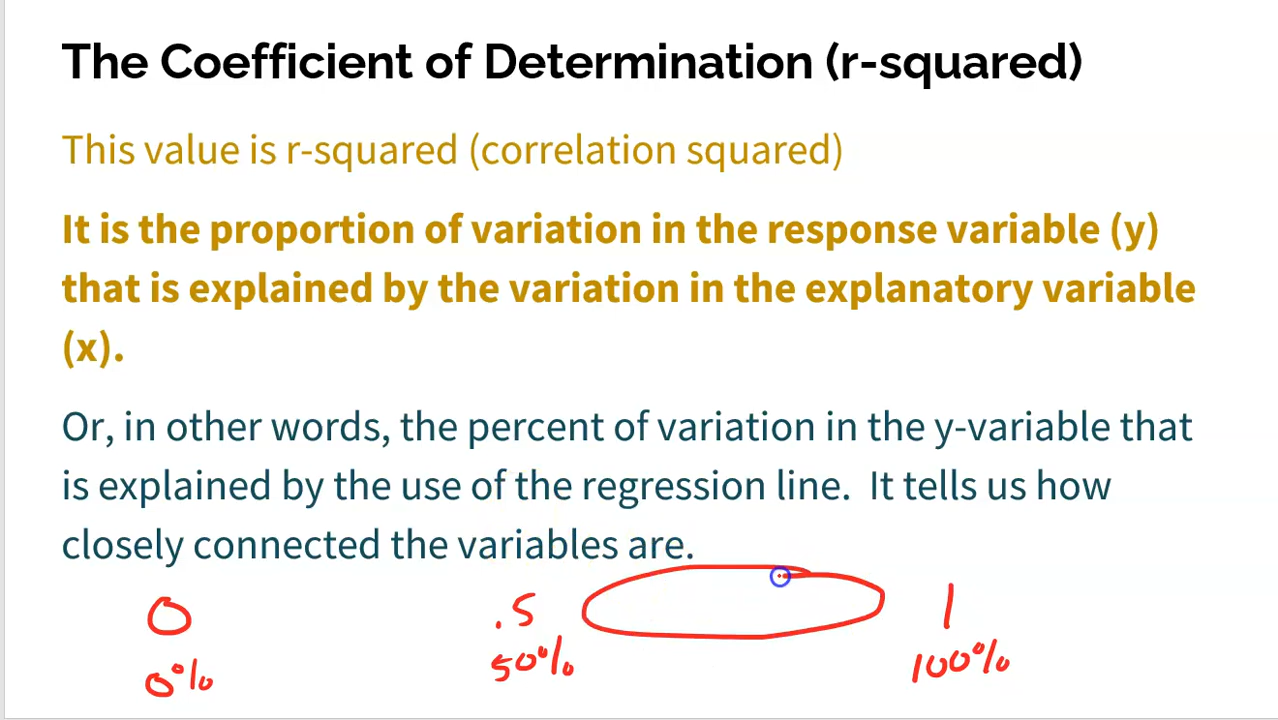 The Coefficient of Determination (r-squared)
This value is r-squared (correlation squared)
It is the proportion of variation in the response variable (y)
that is explained by the variation in the explanatory variable
(x).
Or, in other words, the percent of variation in the y-variable that
is explained by the use of the regression line. It tells us how
closely connected the variables are.
0 .5 1
0% 50% 100%